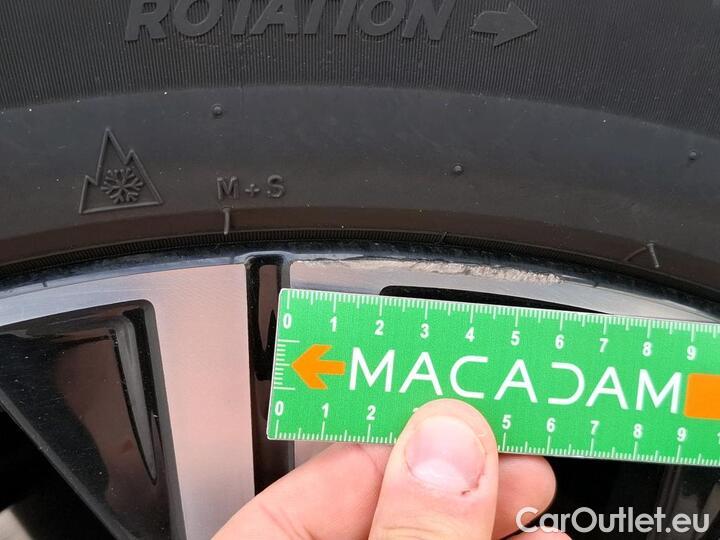 ROTATION →
M+S
0 1 2 3 4 5 6 7 8 9
MACADAM
0 1 2 3 5 6 7 8 9
CarOutlet.eu